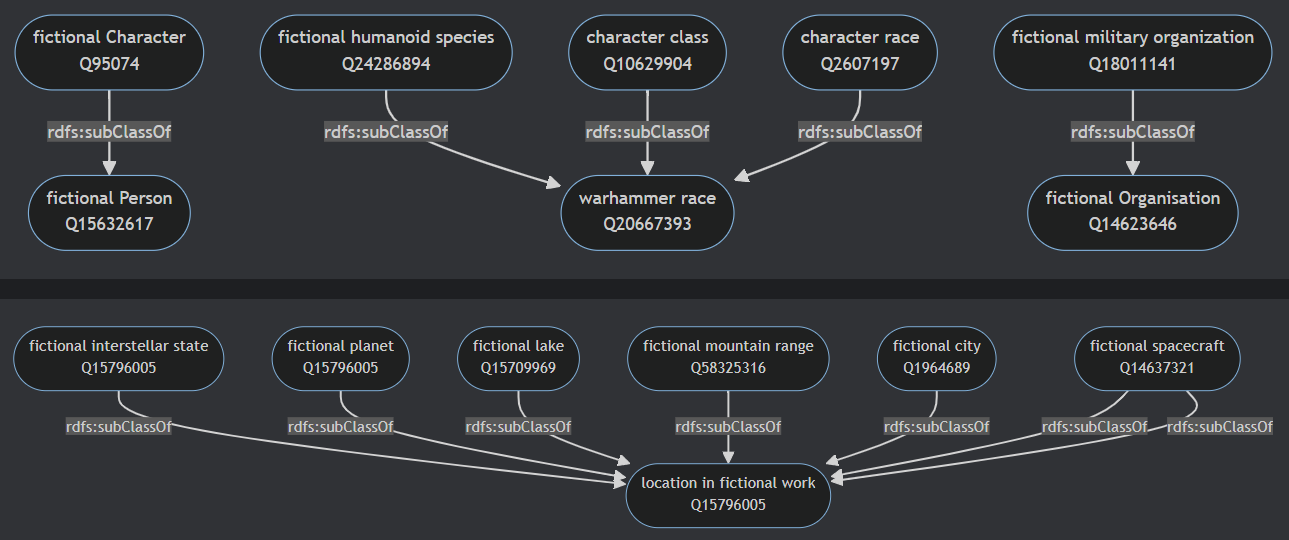 fictional Character
Q95074
fictional humanoid species
Q24286894
character class
Q10629904
character race
Q2607197
fictional military organization
Q18011141
rdfs:subClassOf
rdfs:subClassOf
rdfs:subClassOf
rdfs:subClassOf
rdfs:subClassOf
fictional Person
Q15632617
warhammer race
Q20667393
fictional Organisation
Q14623646
fictional interstellar state
Q15796005
fictional planet
Q15796005
fictional lake
Q15709969
fictional mountain range
Q58325316
fictional city
Q1964689
fictional spacecraft
Q14637321
rdfs:subClassOf
rdfs:subClassOf
rdfs:subClassOf
rdfs:subClassOf
rdfs:subClassOf
rdfs:subClassOf
rdfs:subClassOf
location in fictional work
Q15796005